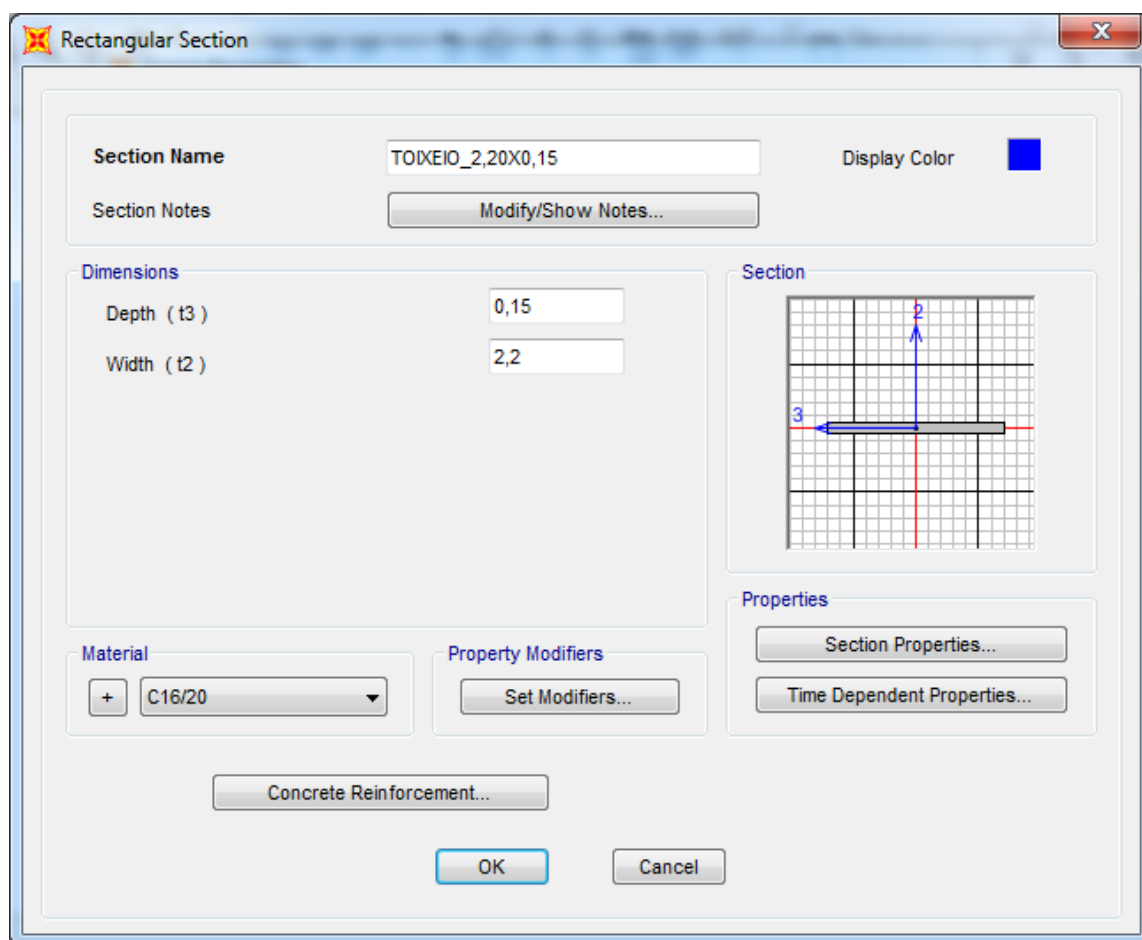 Rectangular Section
Section Name TOIXEIO_2,20X0,15 Display Color
Section Notes Modify/Show Notes...
Dimensions Section
Depth ( t3 ) 0,15
Width ( t2 ) 2,2
2
3
Properties
Section Properties...
Time Dependent Properties...
Material Property Modifiers
+ C16/20 Set Modifiers...
Concrete Reinforcement...
OK Cancel